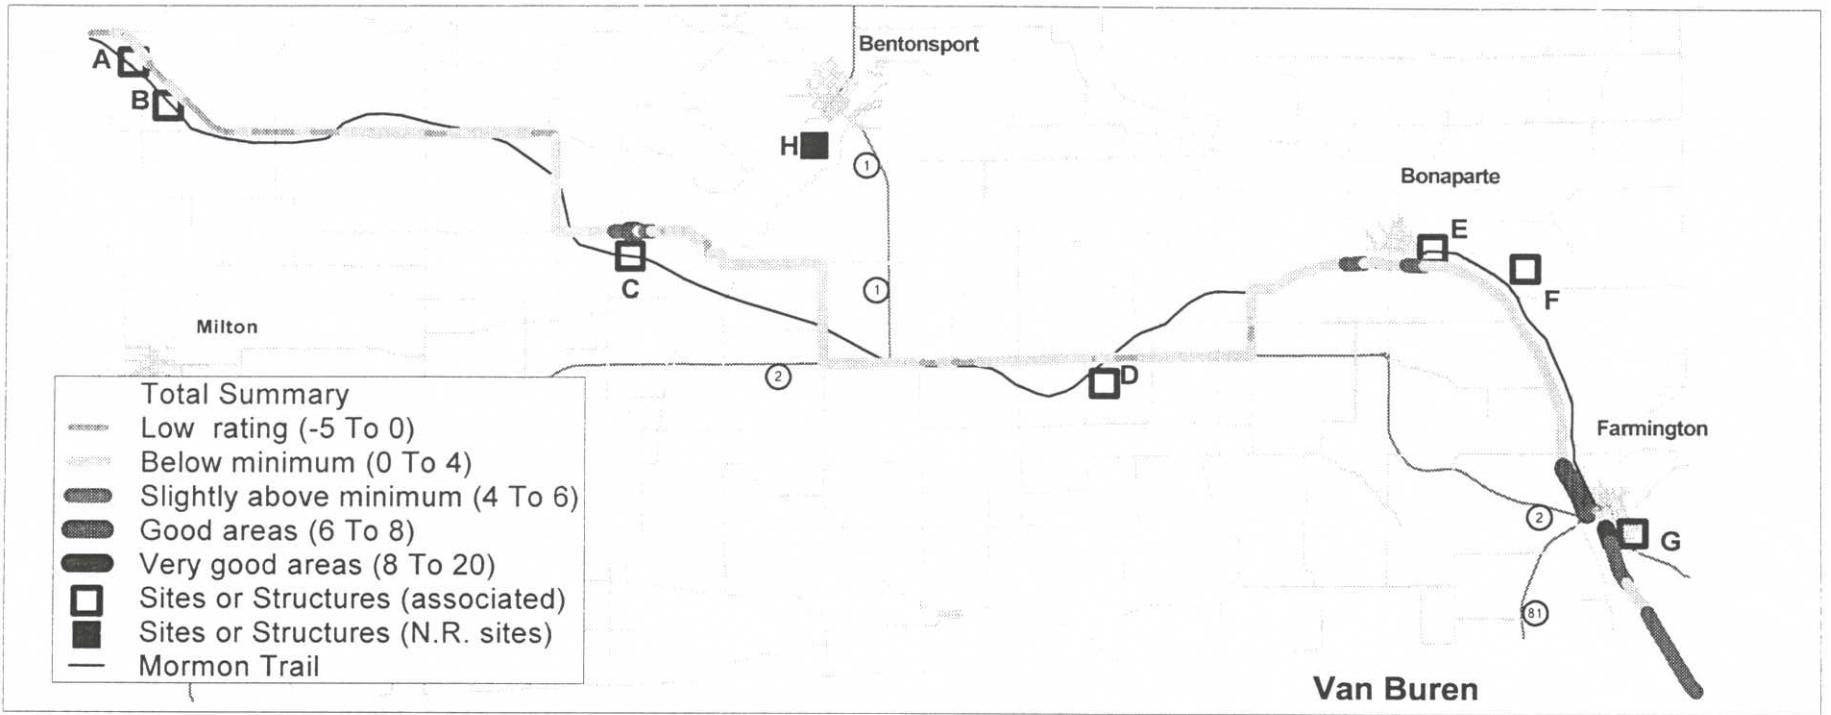 Bentonsport
A
B
H
1
Bonaparte
E
C
1
F
Milton
2
D
Total Summary
Low rating (-5 To 0)
Below minimum (0 To 4)
Slightly above minimum (4 To 6)
Good areas (6 To 8)
Very good areas (8 To 20)
Sites or Structures (associated)
Sites or Structures (N.R. sites)
Mormon Trail
Farmington
2
G
81
Van Buren